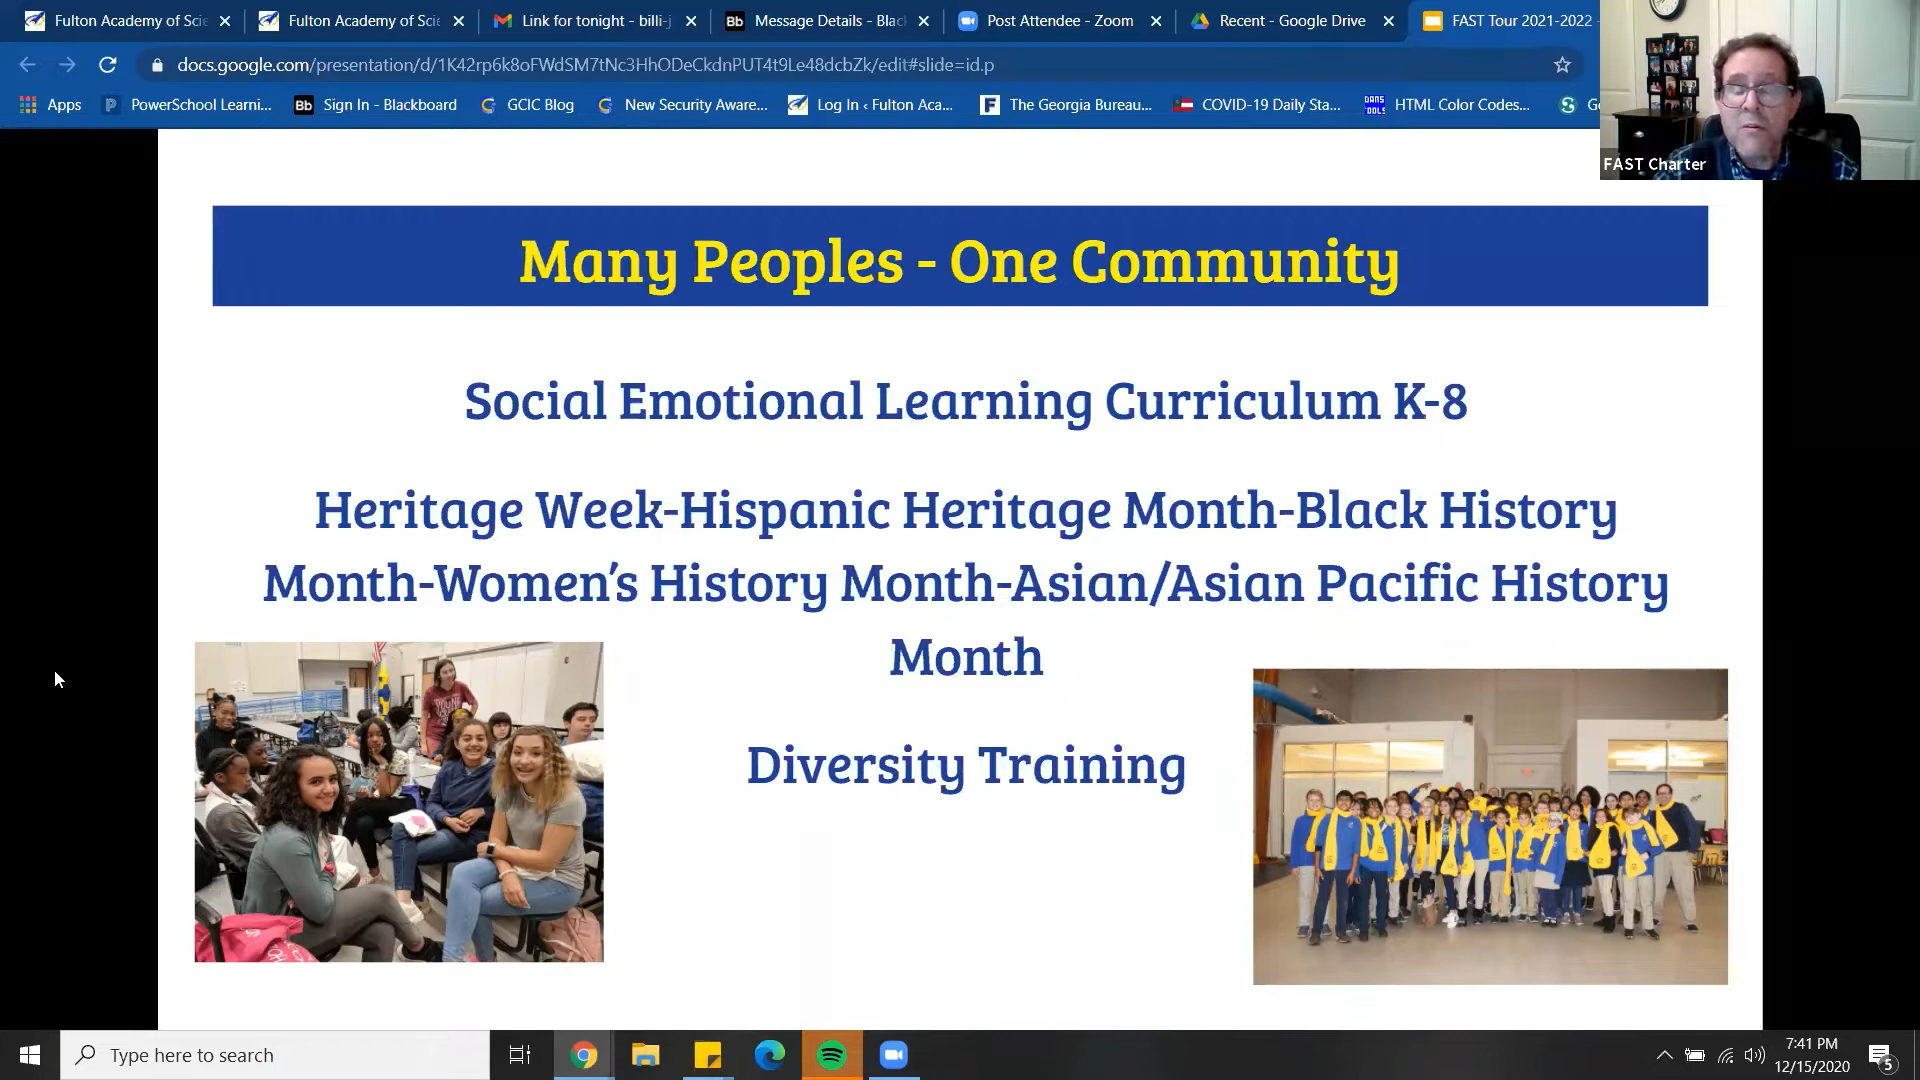 Fulton Academy of Scie
Fulton Academy of Scie
Link for tonight - billi-j
Bb
Message Details - Blac
Post Attendee - Zoom
Recent - Google Drive
FAST Tour 2021-2022
docs.google.com/presentation/d/1K42rp6k8oFWdSM7tNc3HhODeCkdnPUT4t9Le48dcbZk/edit#slide=id.p
Apps
PowerSchool Learni...
Bb
Sign In - Blackboard
GCIC Blog
New Security Aware...
Log In ‹ Fulton Aca...
F
The Georgia Bureau...
COVID-19 Daily Sta...
HTML Color Codes...
FAST Charter
Many Peoples - One Community
Social Emotional Learning Curriculum K-8
Heritage Week-Hispanic Heritage Month-Black History
Month-Women's History Month-Asian/Asian Pacific History
Month
Diversity Training
Type here to search
7:41 PM
12/15/2020
5